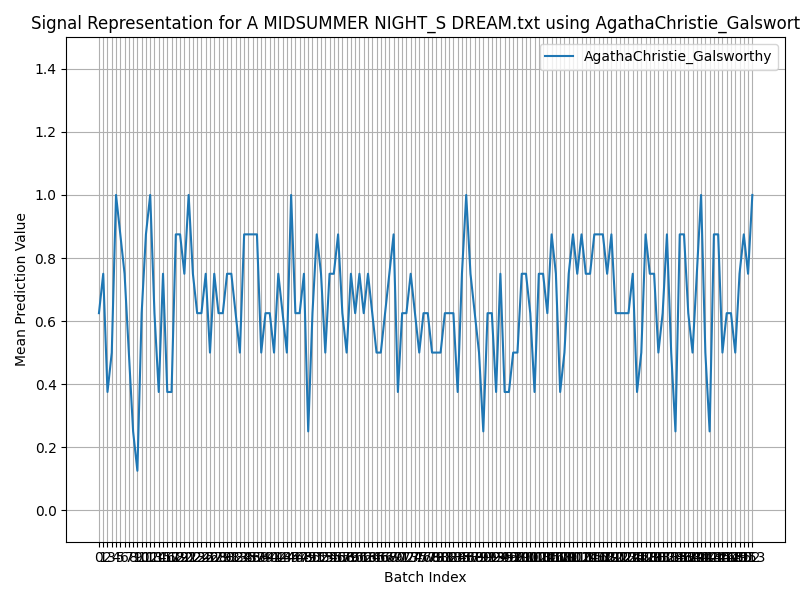 Signal Representation for A MIDSUMMER NIGHT_S DREAM.txt using AgathaChristie_Galswort
AgathaChristie_Galsworthy
1.4
1.2
1.0
0.8
0.6
0.4
0.2
0.0
Mean Prediction Value
Batch Index